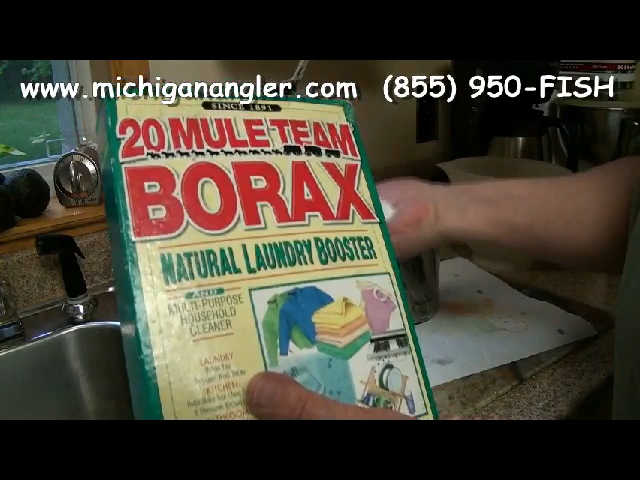 www.michiganangler.com (855) 950-FISH
SINCE 1891
20 MULE TEAM
BORAX
NATURAL LAUNDRY BOOSTER
AND
MULTI-PURPOSE
HOUSEHOLD
CLEANER
LAUNDRY
KITCHEN